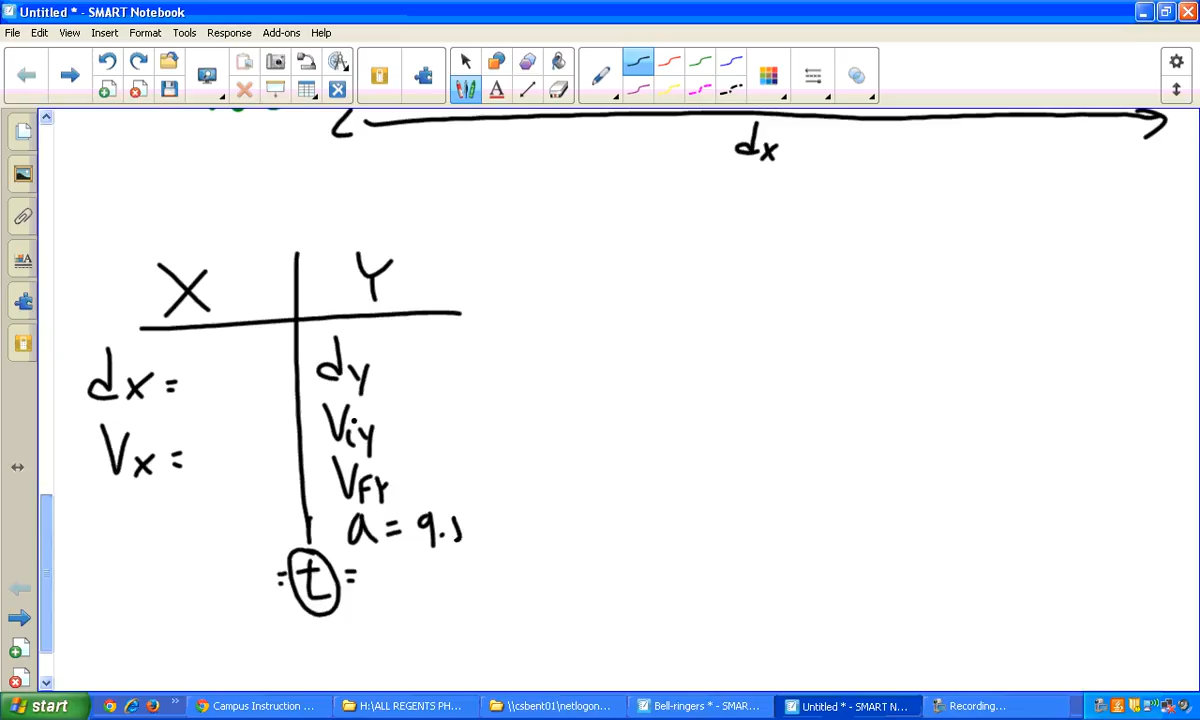 Untitled * - SMART Notebook
File Edit View Insert Format Tools Response Add-ons Help
dx
X Y
dx = dy
Viy
Vx = VFY
a = 9.
= t =
start Campus Instruction ... H:\ALL REGENTS PH... \\csbent01\netlogon... Bell-ringers * - SMAR... Untitled * - SMART N... Recording...